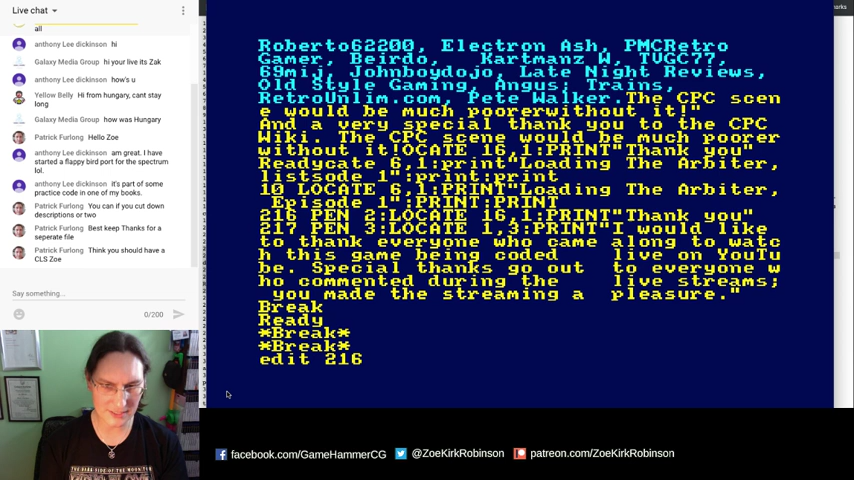 Live chat
all
anthony Lee dickinson hi
Galaxy Media Group hi your live its Zak
anthony Lee dickinson how's u
Yellow Belly Hi from hungary, cant stay
long
Galaxy Media Group how was Hungary
Patrick Furlong Hello Zoe
anthony Lee dickinson am great. I have
started a flappy bird port for the spectrum
lol.
anthony Lee dickinson It's part of some
practice code in one of my books.
Patrick Furlong You can if you cut down
descriptions or two
Patrick Furlong Best keep Thanks for a
seperate file
Patrick Furlong Think you should have a
CLS Zoe
Say something...
0/200
Roberto62200, Electron Ash, PMCRetro
Gamer, Beirdo, Kartmanz W, TVGC77,
69mij, Johnboydojo, Late Night Reviews,
Old Style Gaming, Angus; Trains,
RetroUnlim.com, Pete Walker.The CPC scen
e would be much poorerwithout it!"
And a very special thank you to the CPC
Wiki. The CPC scene would be much poorer
without it!OCATE 16,1:PRINT"Thank you"
Readycate 6,1:print"Loading The Arbiter,
listsode 1":print:print
10 LOCATE 6,1:PRINT"Loading The Arbiter,
Episode 1":PRINT:PRINT
216 PEN 2:LOCATE 16,1:PRINT"Thank you"
217 PEN 3:LOCATE 1,3:PRINT"I would like
to thank everyone who came along to watc
h this game being coded live on YouTu
be. Special thanks go out to everyone w
ho commented during the live streams;
you made the streaming a pleasure."
Break
Ready
*Break*
*Break*
edit 216
facebook.com/GameHammerCG @ZoeKirkRobinson patreon.com/ZoeKirkRobinson